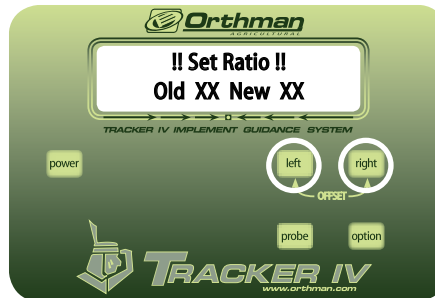 Orthman
AGRICULTURAL
!! Set Ratio !!
Old XX New XX
TRACKER IV IMPLEMENT GUIDANCE SYSTEM
power
left
right
OFFSET
probe
option
TRACKER IV
www.orthman.com